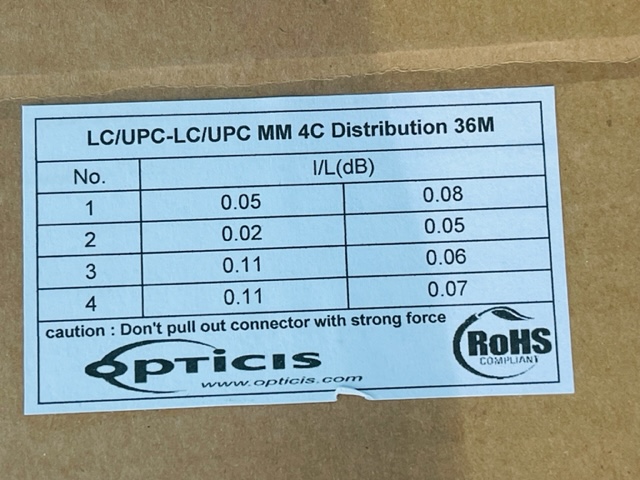 LC/UPC-LC/UPC MM 4C Distribution 36M
No. I/L(dB)
1 0.05 0.08
2 0.02 0.05
3 0.11 0.06
4 0.11 0.07
caution : Don't pull out connector with strong force
OPTICIS
www.opticis.com
RoHS
COMPLIANT